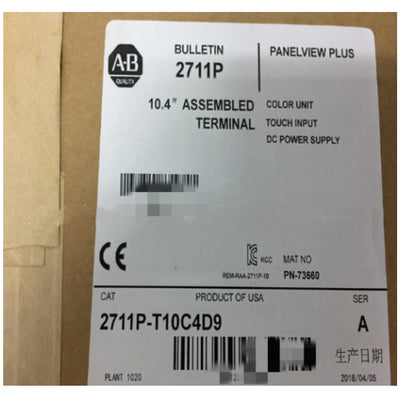 A-B
QUALITY
BULLETIN
2711P
PANELVIEW PLUS
10.4" ASSEMBLED
TERMINAL
COLOR UNIT
TOUCH INPUT
DC POWER SUPPLY
CE
KCC
REM-RAA-2711P-10
MAT NO
PN-73660
CAT
PRODUCT OF USA
SER
2711P-T10C4D9
A
生产日期
PLANT 1020
2018/04/05